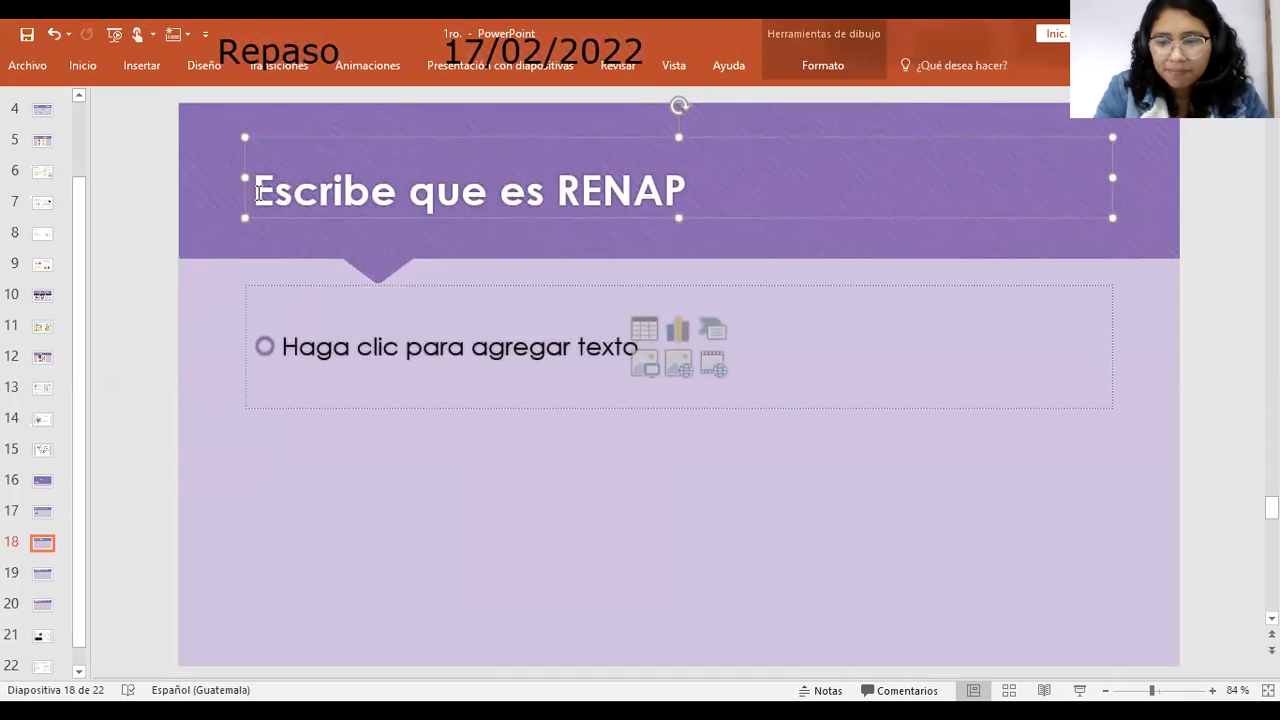 1ro. - PowerPoint
Herramientas de dibujo
Inic.
Repaso 17/02/2022
Archivo Inicio Insertar Diseño Transiciones Animaciones Presentación con diapositivas Revisar Vista Ayuda Formato ¿Qué desea hacer?
4
5
6
7
8
9
10
11
12
13
14
15
16
17
18
19
20
21
22
Escribe que es RENAP
Haga clic para agregar texto
Diapositiva 18 de 22 Español (Guatemala) Notas Comentarios 84 %